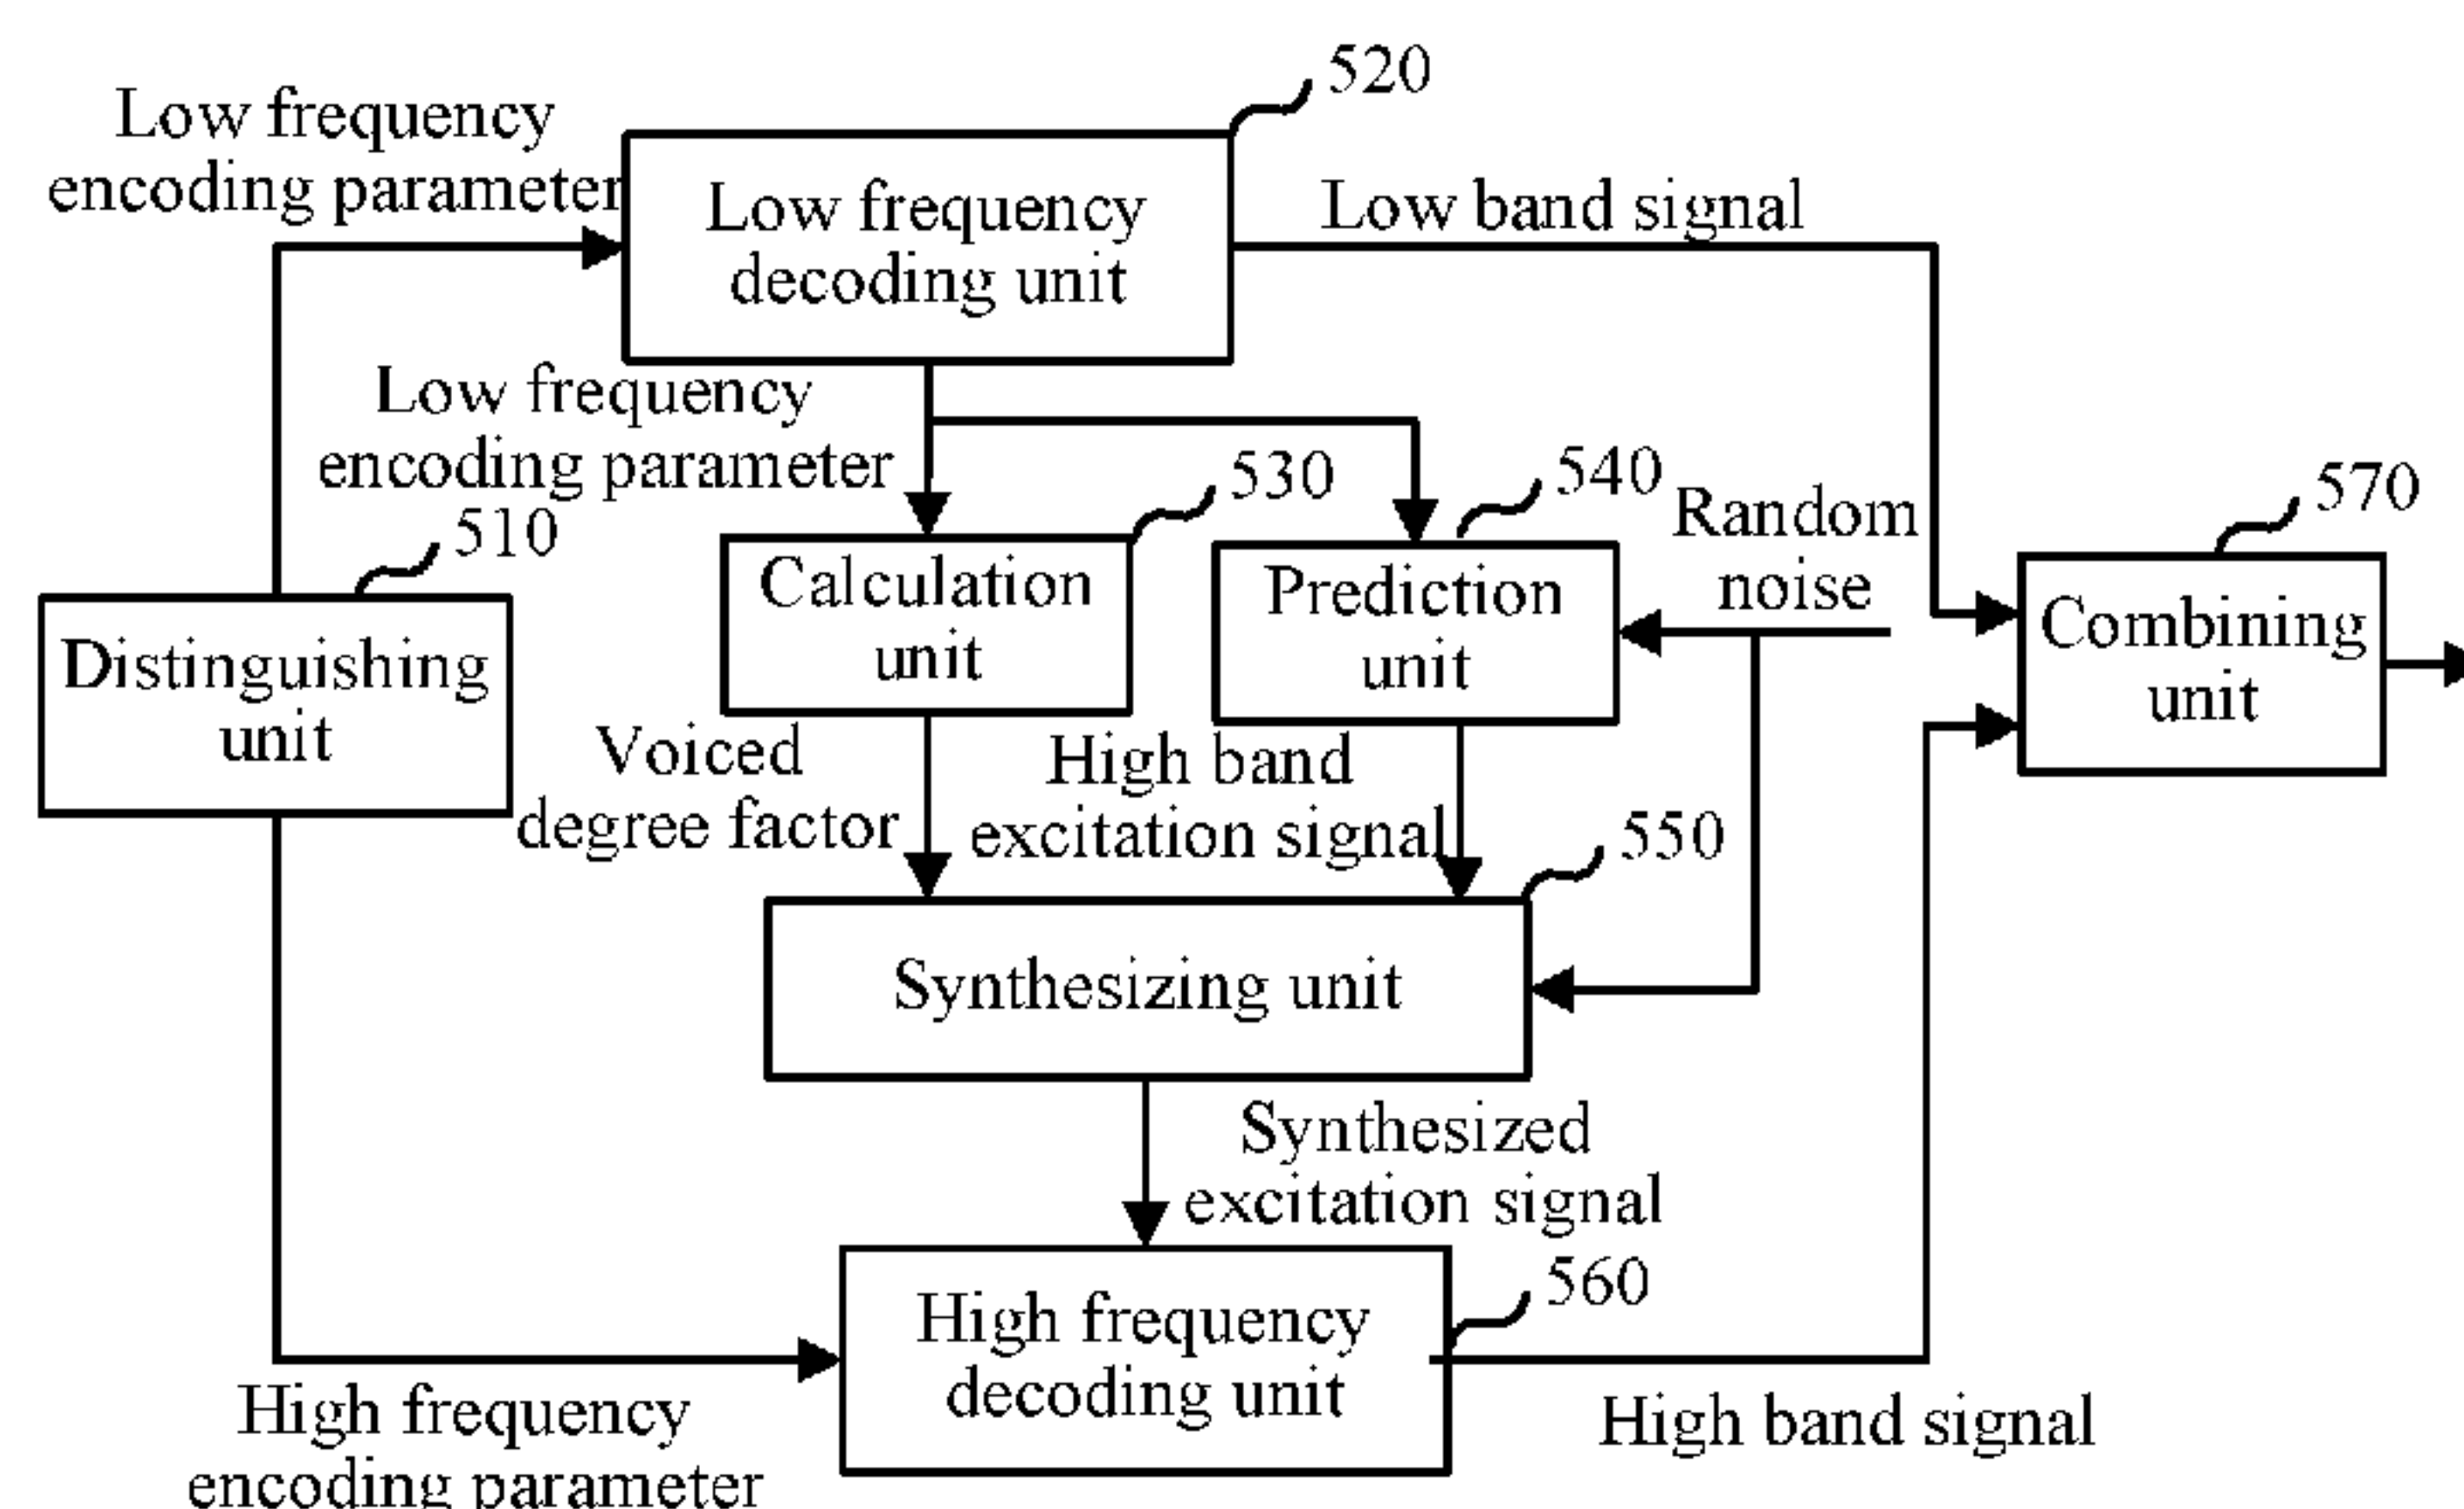 520
Low frequency
encoding parameter
Low frequency
decoding unit
Low band signal
Low frequency
encoding parameter
530
540
Random
noise
570
510
Calculation
unit
Prediction
unit
Combining
unit
Distinguishing
unit
Voiced
degree factor
High band
excitation signal
550
Synthesizing unit
Synthesized
excitation signal
560
High frequency
decoding unit
High frequency
encoding parameter
High band signal